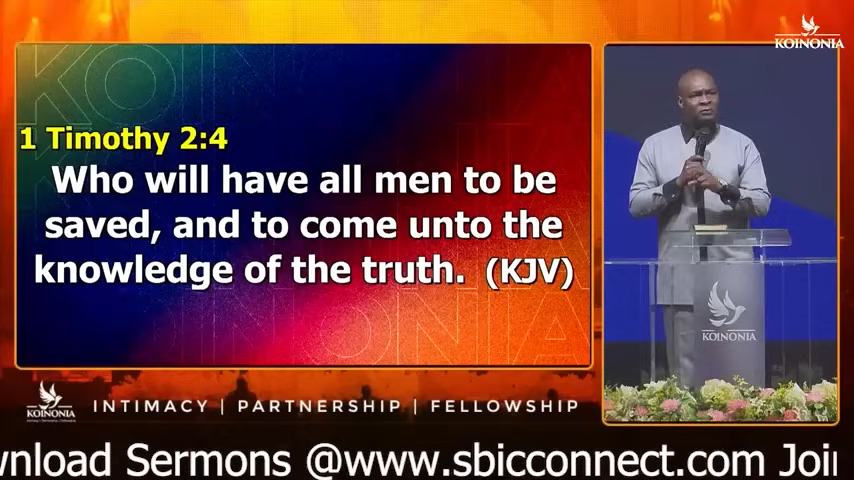 KOINONIA
1 Timothy 2:4
Who will have all men to be
saved, and to come unto the
knowledge of the truth. (KJV)
KOINONIA
KOINONIA
INTIMACY | PARTNERSHIP | FELLOWSHIP
wnload Sermons @www.sbicconnect.com Joi